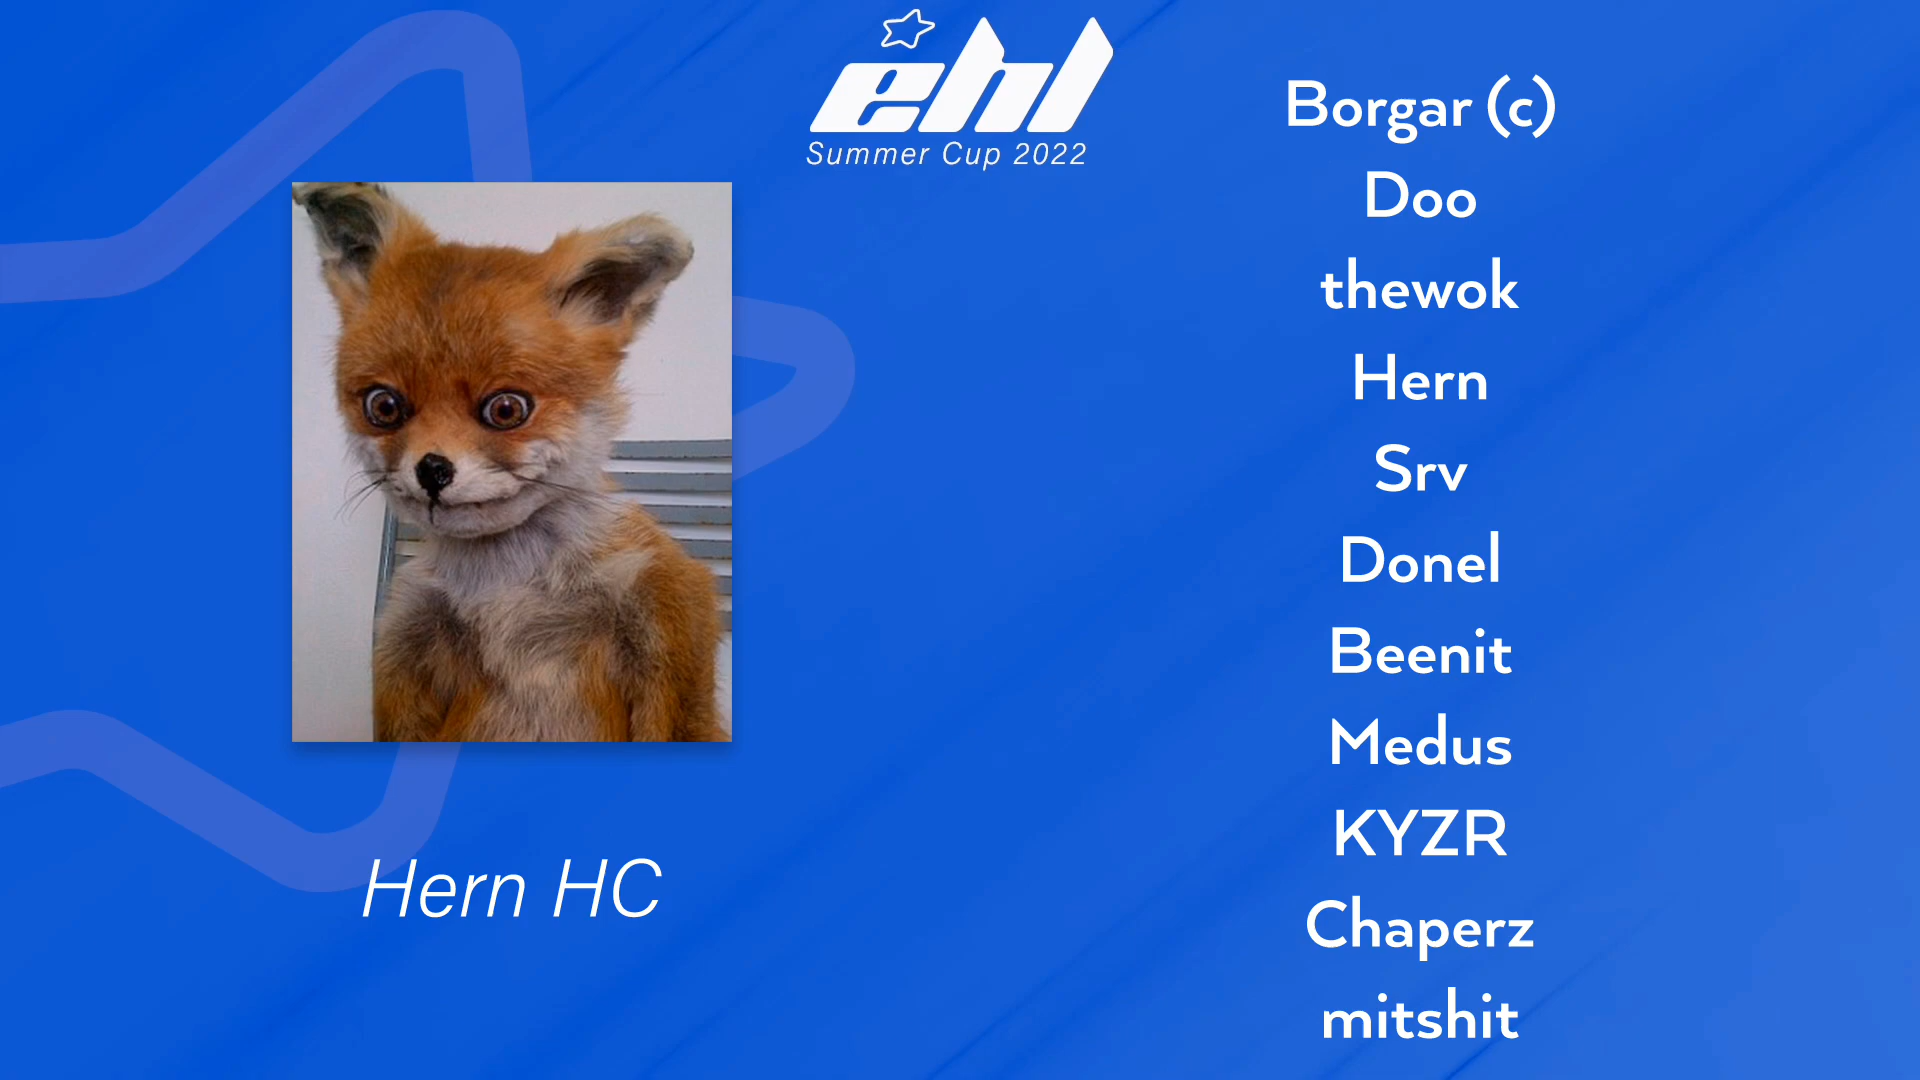 ehl
Summer Cup 2022
Borgar (c)
Doo
thewok
Hern
Srv
Donel
Beenit
Medus
KYZR
Chaperz
mitshit
Hern HC